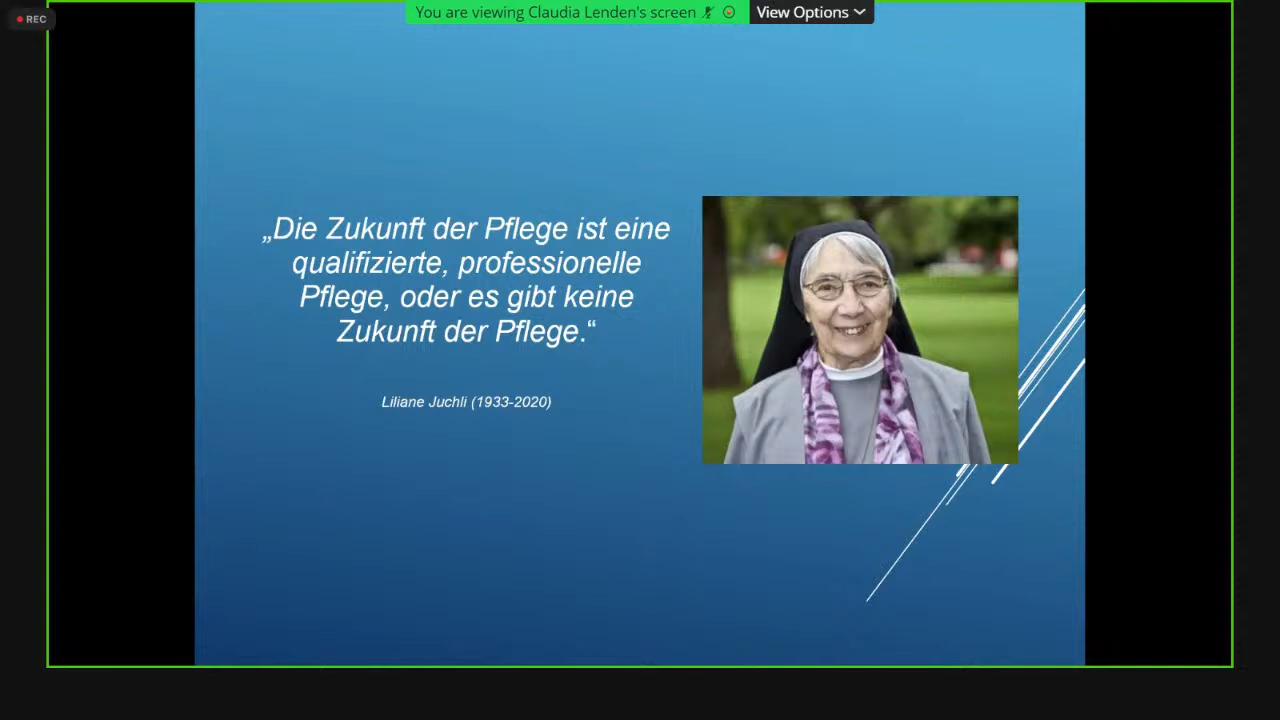 REC
You are viewing Claudia Lenden's screen
View Options
„Die Zukunft der Pflege ist eine
qualifizierte, professionelle
Pflege, oder es gibt keine
Zukunft der Pflege.“
Liliane Juchli (1933-2020)